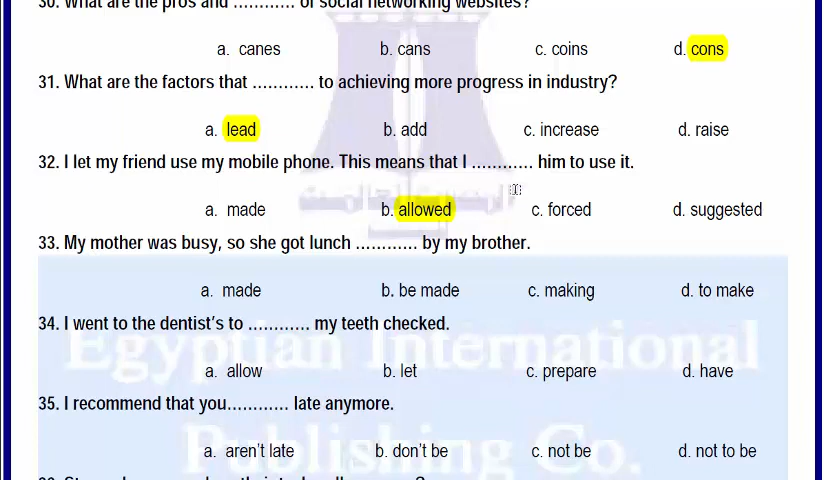 30. What are the pros and ………… of social networking websites?
a. canes b. cans c. coins d. cons
31. What are the factors that ………… to achieving more progress in industry?
a. lead b. add c. increase d. raise
32. I let my friend use my mobile phone. This means that I ………… him to use it.
a. made b. allowed c. forced d. suggested
33. My mother was busy, so she got lunch ………… by my brother.
a. made b. be made c. making d. to make
34. I went to the dentist's to ………… my teeth checked.
a. allow b. let c. prepare d. have
35. I recommend that you………… late anymore.
a. aren't late b. don't be c. not be d. not to be
Egyptian International
Publishing Co.